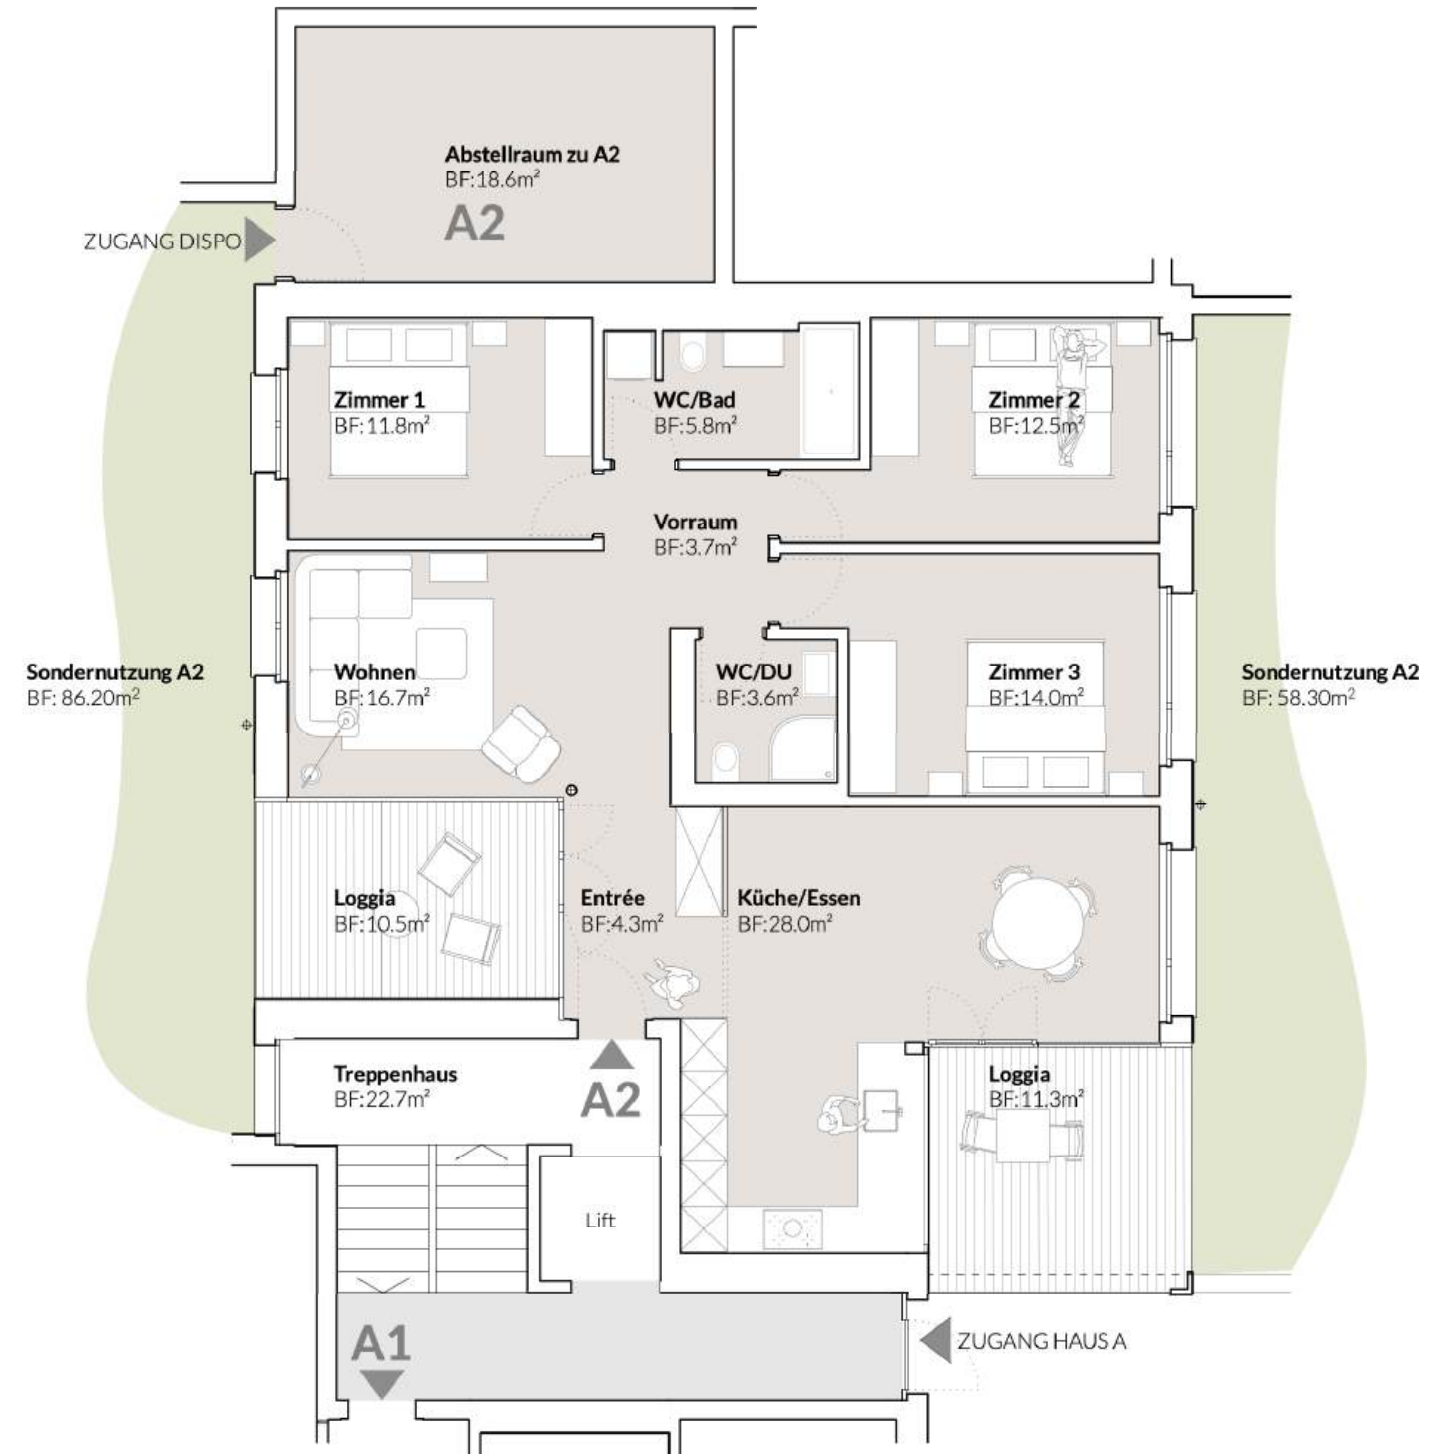 Abstellraum zu A2
BF:18.6m²
A2
ZUGANG DISPO
Zimmer 1
BF:11.8m²
WC/Bad
BF:5.8m²
Zimmer 2
BF:12.5m²
Vorraum
BF:3.7m²
Sondernutzung A2
BF: 86.20m²
Wohnen
BF:16.7m²
WC/DU
BF:3.6m²
Zimmer 3
BF:14.0m²
Sondernutzung A2
BF: 58.30m²
Loggia
BF:10.5m²
Entrée
BF:4.3m²
Küche/Essen
BF:28.0m²
Treppenhaus
BF:22.7m²
A2
Loggia
BF:11.3m²
Lift
A1
ZUGANG HAUS A